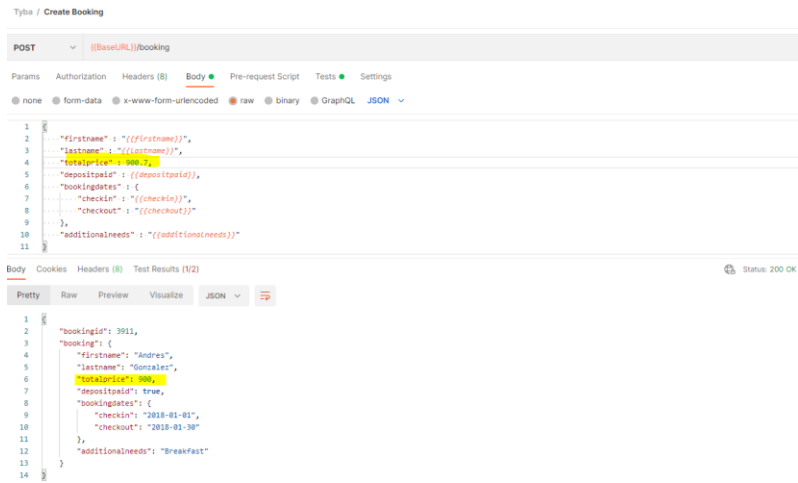 Tyba / Create Booking
POST {{BaseURL}}/booking
Params Authorization Headers (8) Body Pre-request Script Tests Settings
none form-data x-www-form-urlencoded raw binary GraphQL JSON
1 {
2 "firstname" : "{{firstname}}",
3 "lastname" : "{{lastname}}",
4 "totalprice" : 900.7,
5 "depositpaid" : {{depositpaid}},
6 "bookingdates" : {
7 "checkin" : "{{checkin}}",
8 "checkout" : "{{checkout}}"
9 },
10 "additionalneeds" : "{{additionalneeds}}"
11 }
Body Cookies Headers (8) Test Results (1/2) Status: 200 OK
Pretty Raw Preview Visualize JSON
1 {
2 "bookingid": 3911,
3 "booking": {
4 "firstname": "Andres",
5 "lastname": "Gonzalez",
6 "totalprice": 900,
7 "depositpaid": true,
8 "bookingdates": {
9 "checkin": "2018-01-01",
10 "checkout": "2018-01-30"
11 },
12 "additionalneeds": "Breakfast"
13 }
14 }